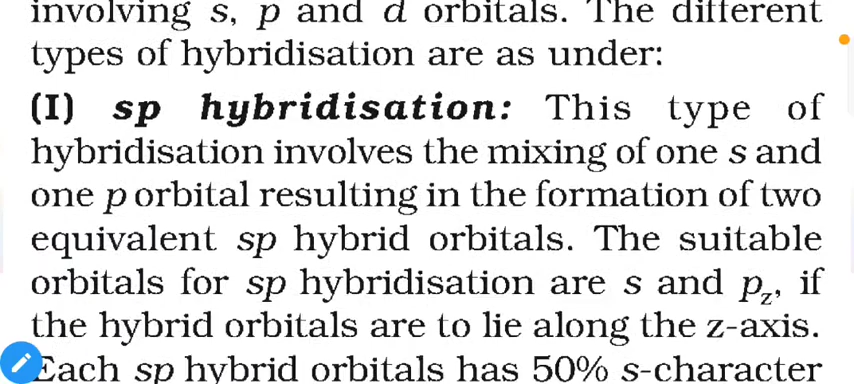 involving s, p and d orbitals. The different
types of hybridisation are as under:
(I) sp hybridisation: This type of
hybridisation involves the mixing of one s and
one p orbital resulting in the formation of two
equivalent sp hybrid orbitals. The suitable
orbitals for sp hybridisation are s and pz, if
the hybrid orbitals are to lie along the z-axis.
Each sp hybrid orbitals has 50% s-character